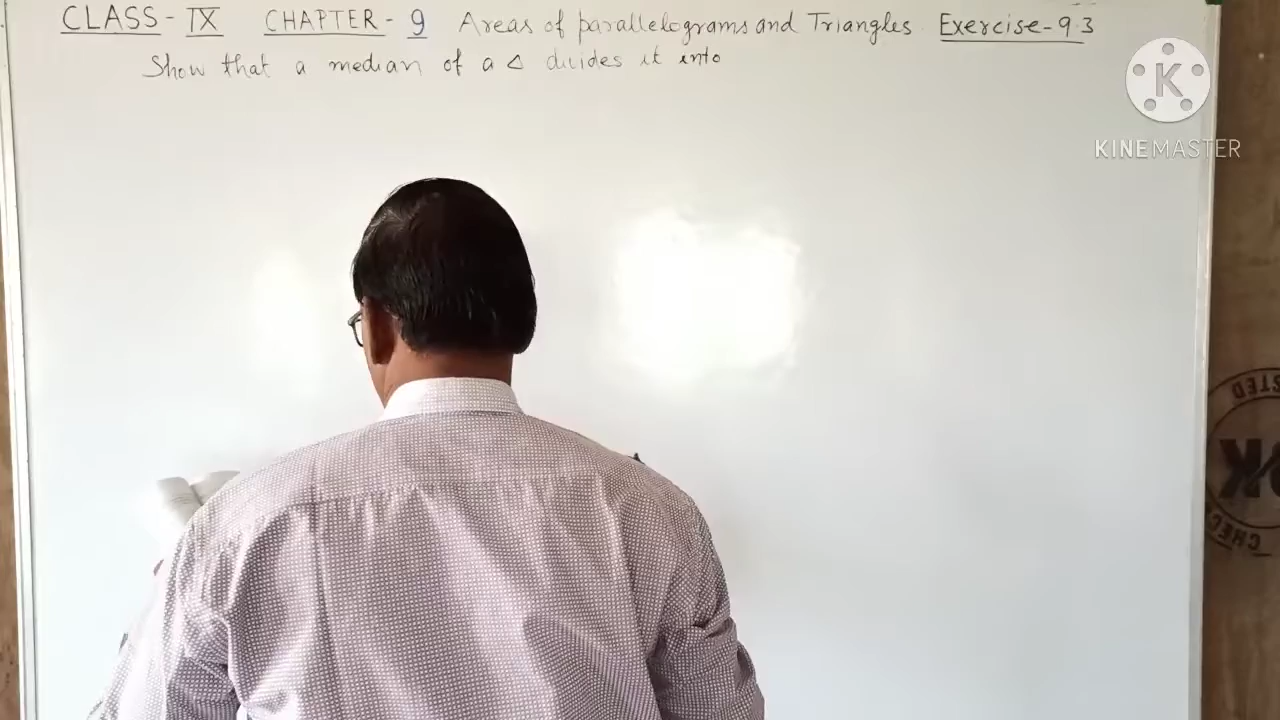 CLASS - IX CHAPTER - 9 Areas of parallelograms and Triangles. Exercise - 9.3
Show that a median of a △ divides it into
K
KINEMASTER